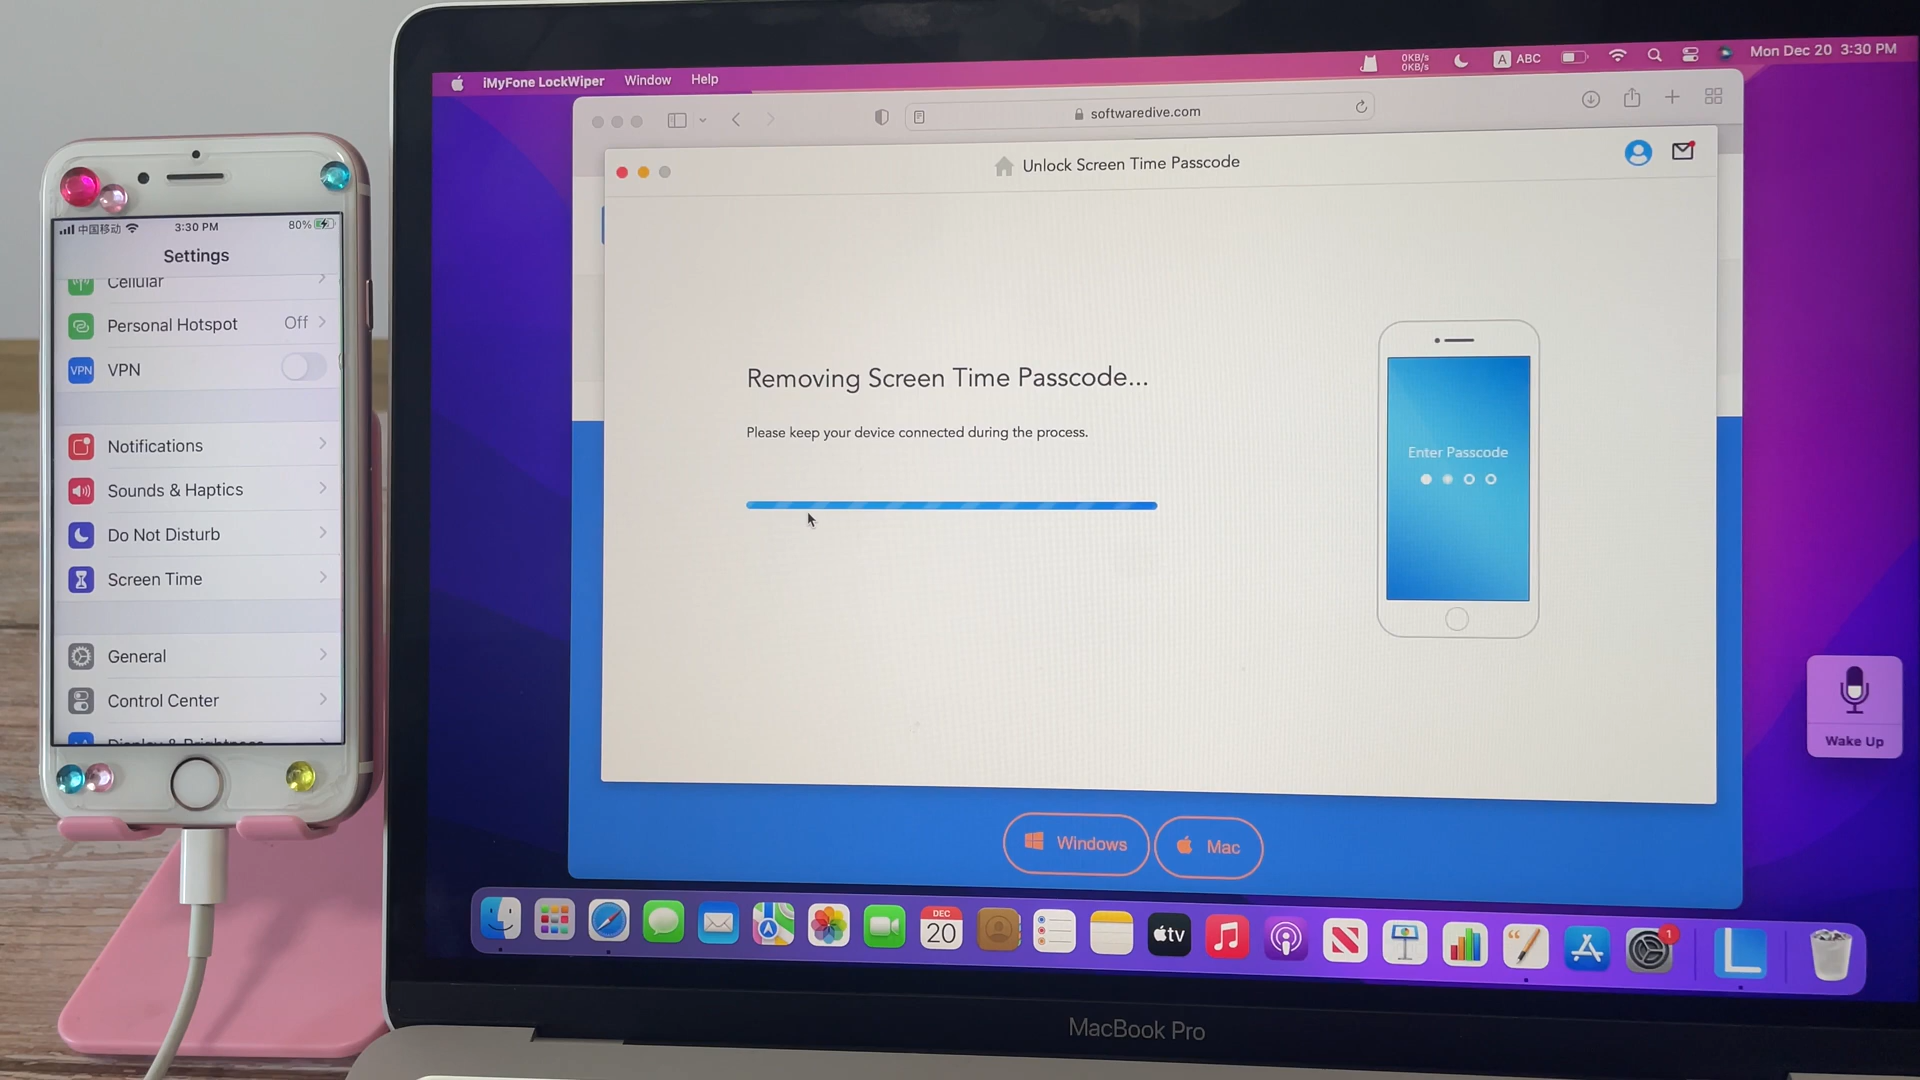 中国移动
3:30 PM
80%
Settings
Cellular
Personal Hotspot Off
VPN VPN
Notifications
Sounds & Haptics
Do Not Disturb
Screen Time
General
Control Center
Display & Brightness
iMyFone LockWiper Window Help
0KB/s
0KB/s
A ABC
Mon Dec 20 3:30 PM
softwaredive.com
Unlock Screen Time Passcode
Removing Screen Time Passcode...
Please keep your device connected during the process.
Enter Passcode
Wake Up
Windows
Mac
DEC
20
tv
1
MacBook Pro